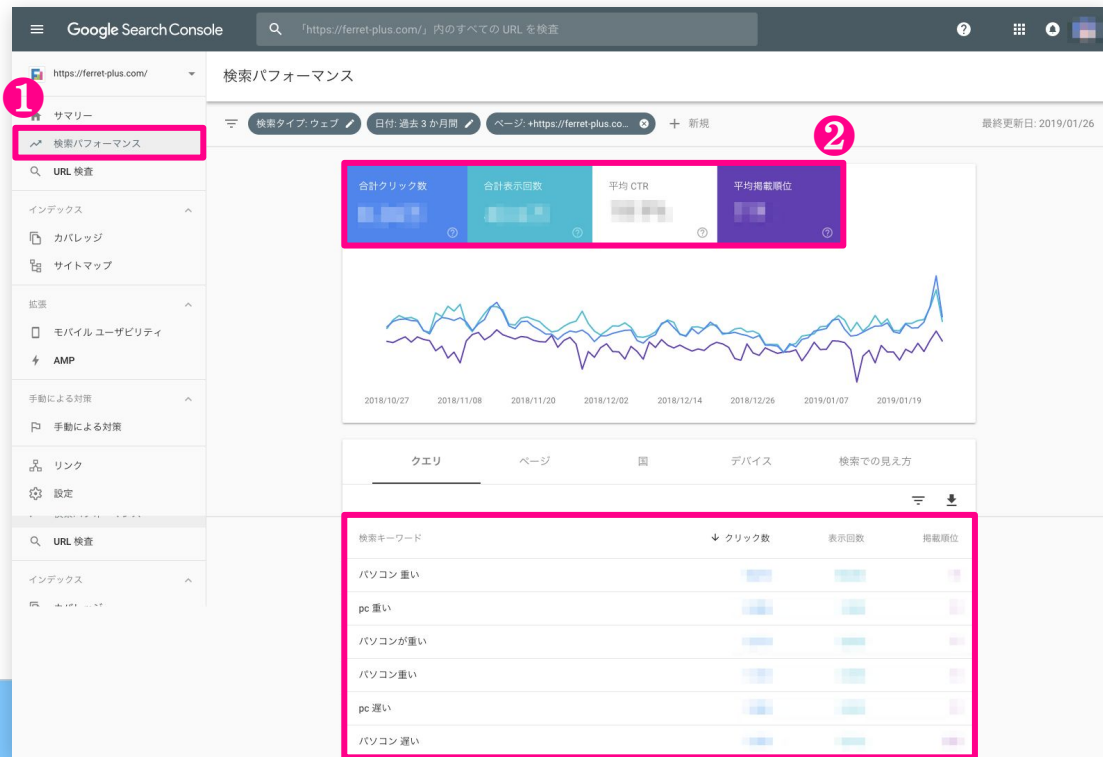 Google Search Console
「https://ferret-plus.com/」内のすべての URL を検査
https://ferret-plus.com/
検索パフォーマンス
1
サマリー
検索パフォーマンス
URL 検査
インデックス
カバレッジ
サイトマップ
拡張
モバイル ユーザビリティ
AMP
手動による対策
手動による対策
リンク
設定
URL 検査
インデックス
検索タイプ: ウェブ
日付: 過去 3 か月間
ページ: +https://ferret-plus.co...
+ 新規
最終更新日: 2019/01/26
2
合計クリック数
合計表示回数
平均 CTR
平均掲載順位
2018/10/27 2018/11/08 2018/11/20 2018/12/02 2018/12/14 2018/12/26 2019/01/07 2019/01/19
クエリ ページ 国 デバイス 検索での見え方
検索キーワード ↓ クリック数 表示回数 掲載順位
パソコン 重い
pc 重い
パソコンが重い
パソコン重い
pc 遅い
パソコン 遅い